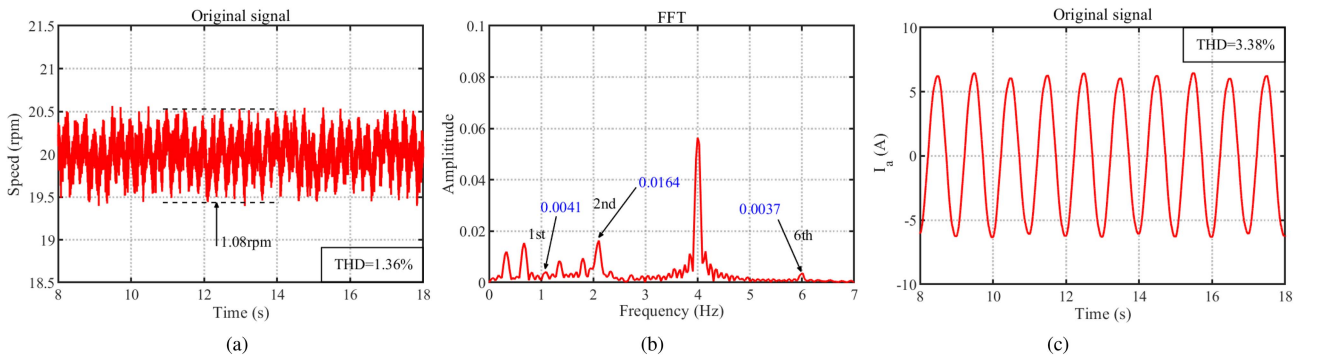 Original signal
21.5
21
20.5
20
19.5
19
18.5
Speed (rpm)
1.08rpm
THD=1.36%
8 10 12 14 16 18
Time (s)
(a)
FFT
0.1
0.08
0.06
0.04
0.02
0
Amplititude
0.0041
1st
2nd
0.0164
0.0037
6th
0 1 2 3 4 5 6 7
Frequency (Hz)
(b)
Original signal
THD=3.38%
10
5
0
-5
-10
I a (A)
8 10 12 14 16 18
Time (s)
(c)